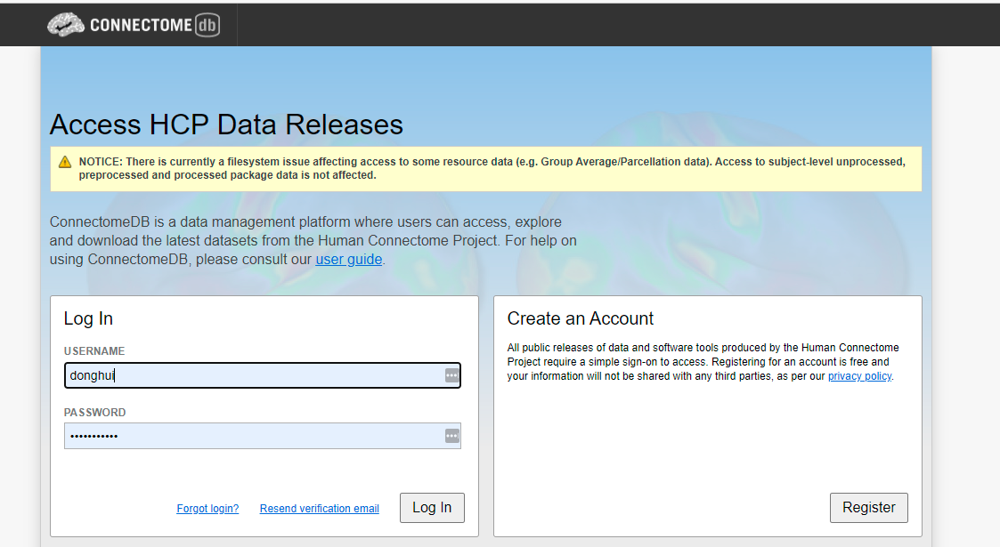 CONNECTOME db
Access HCP Data Releases
NOTICE: There is currently a filesystem issue affecting access to some resource data (e.g. Group Average/Parcellation data). Access to subject-level unprocessed,
preprocessed and processed package data is not affected.
ConnectomeDB is a data management platform where users can access, explore
and download the latest datasets from the Human Connectome Project. For help on
using ConnectomeDB, please consult our user guide.
Log In
USERNAME
donghui
PASSWORD
•••••••••••
Forgot login? Resend verification email Log In
Create an Account
All public releases of data and software tools produced by the Human Connectome
Project require a simple sign-on to access. Registering for an account is free and
your information will not be shared with any third parties, as per our privacy policy.
Register